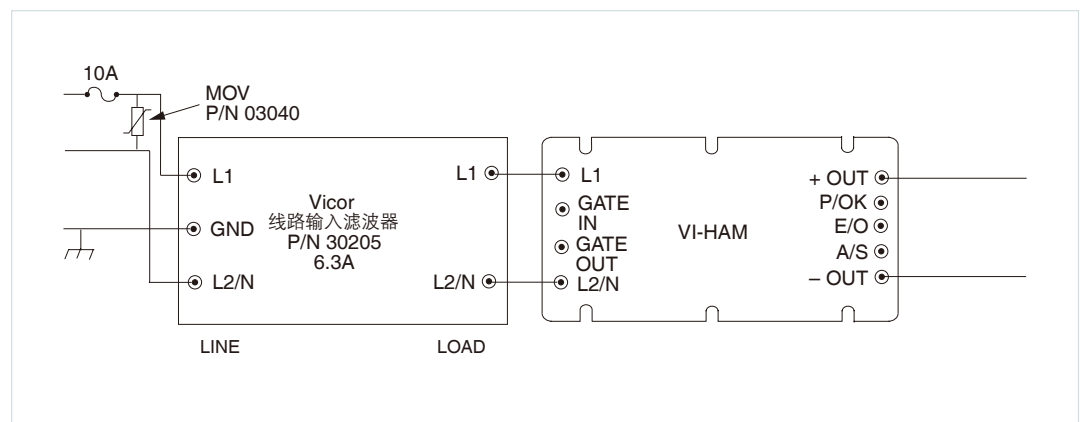 10A
MOV
P/N 03040
L1
GND
L2/N
Vicor
线路输入滤波器
P/N 30205
6.3A
L1
L2/N
LINE
LOAD
L1
GATE
IN
GATE
OUT
L2/N
VI-HAM
+ OUT
P/OK
E/O
A/S
– OUT